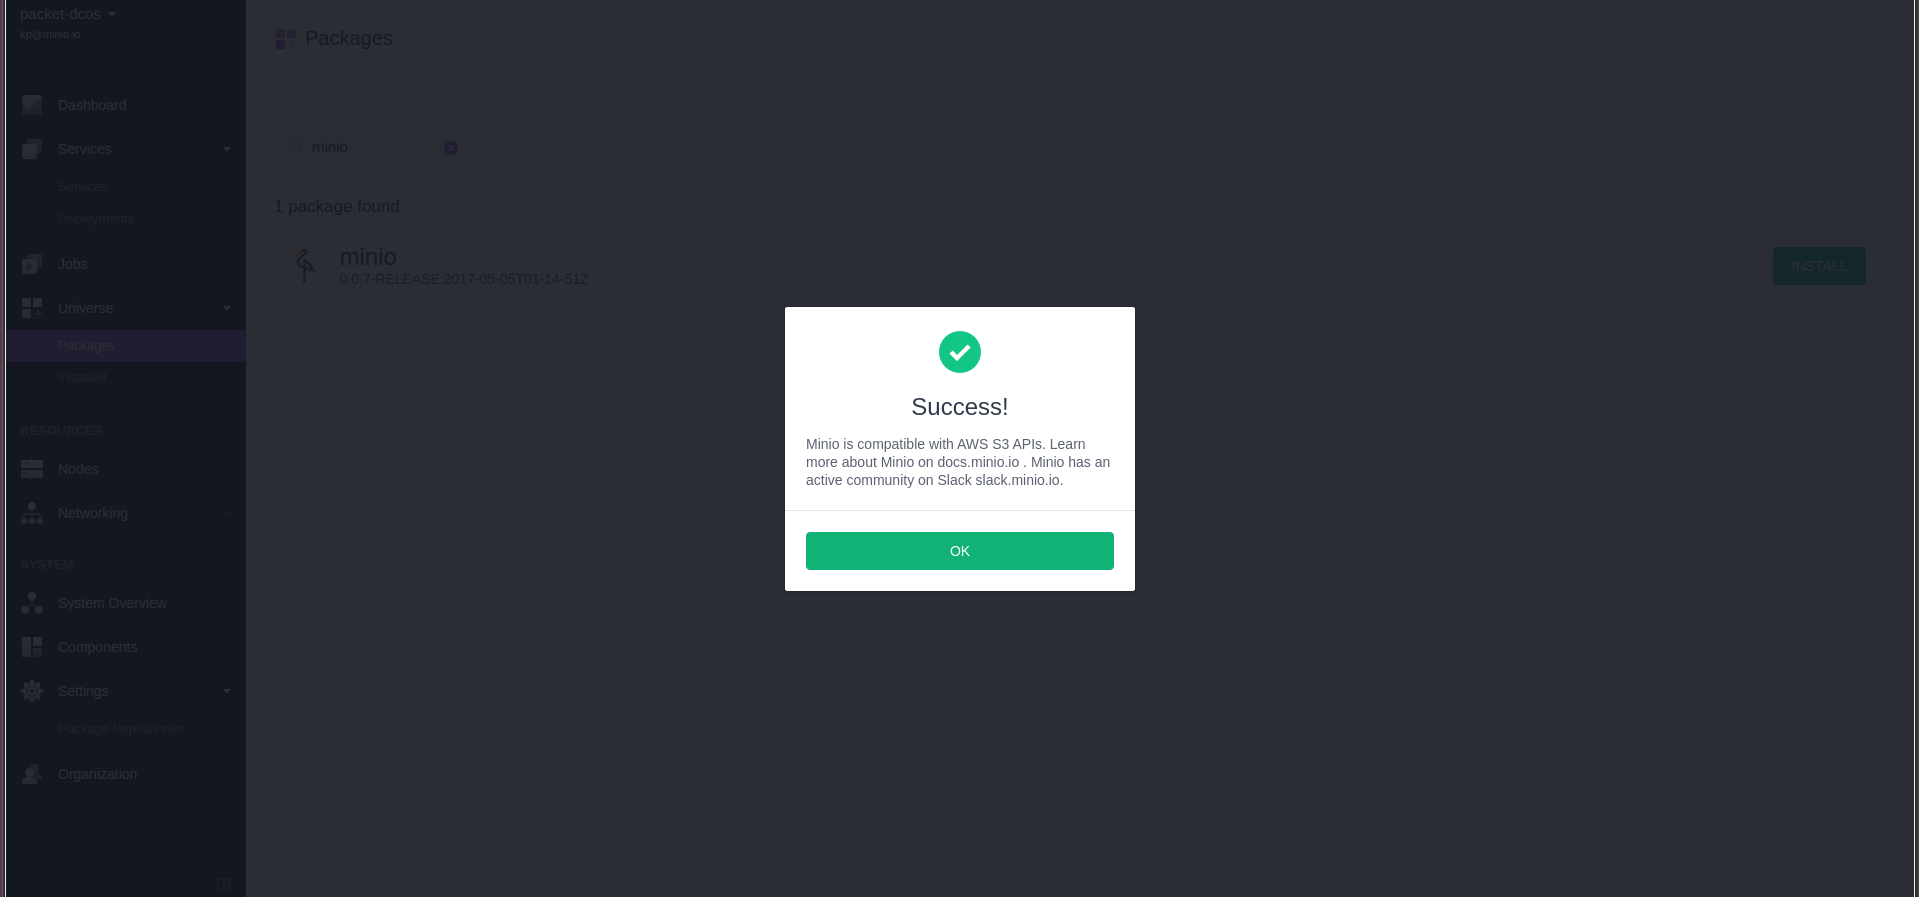 packet-dcos
kp@minio.io
Packages
Dashboard
Services
Services
Deployments
Jobs
Universe
Packages
Installed
RESOURCES
Nodes
Networking
SYSTEM
System Overview
Components
Settings
Package Repositories
Organization
minio
1 package found
minio
0.0.7-RELEASE.2017-05-05T01-14-51Z
INSTALL
Success!
Minio is compatible with AWS S3 APIs. Learn
more about Minio on docs.minio.io . Minio has an
active community on Slack slack.minio.io.
OK